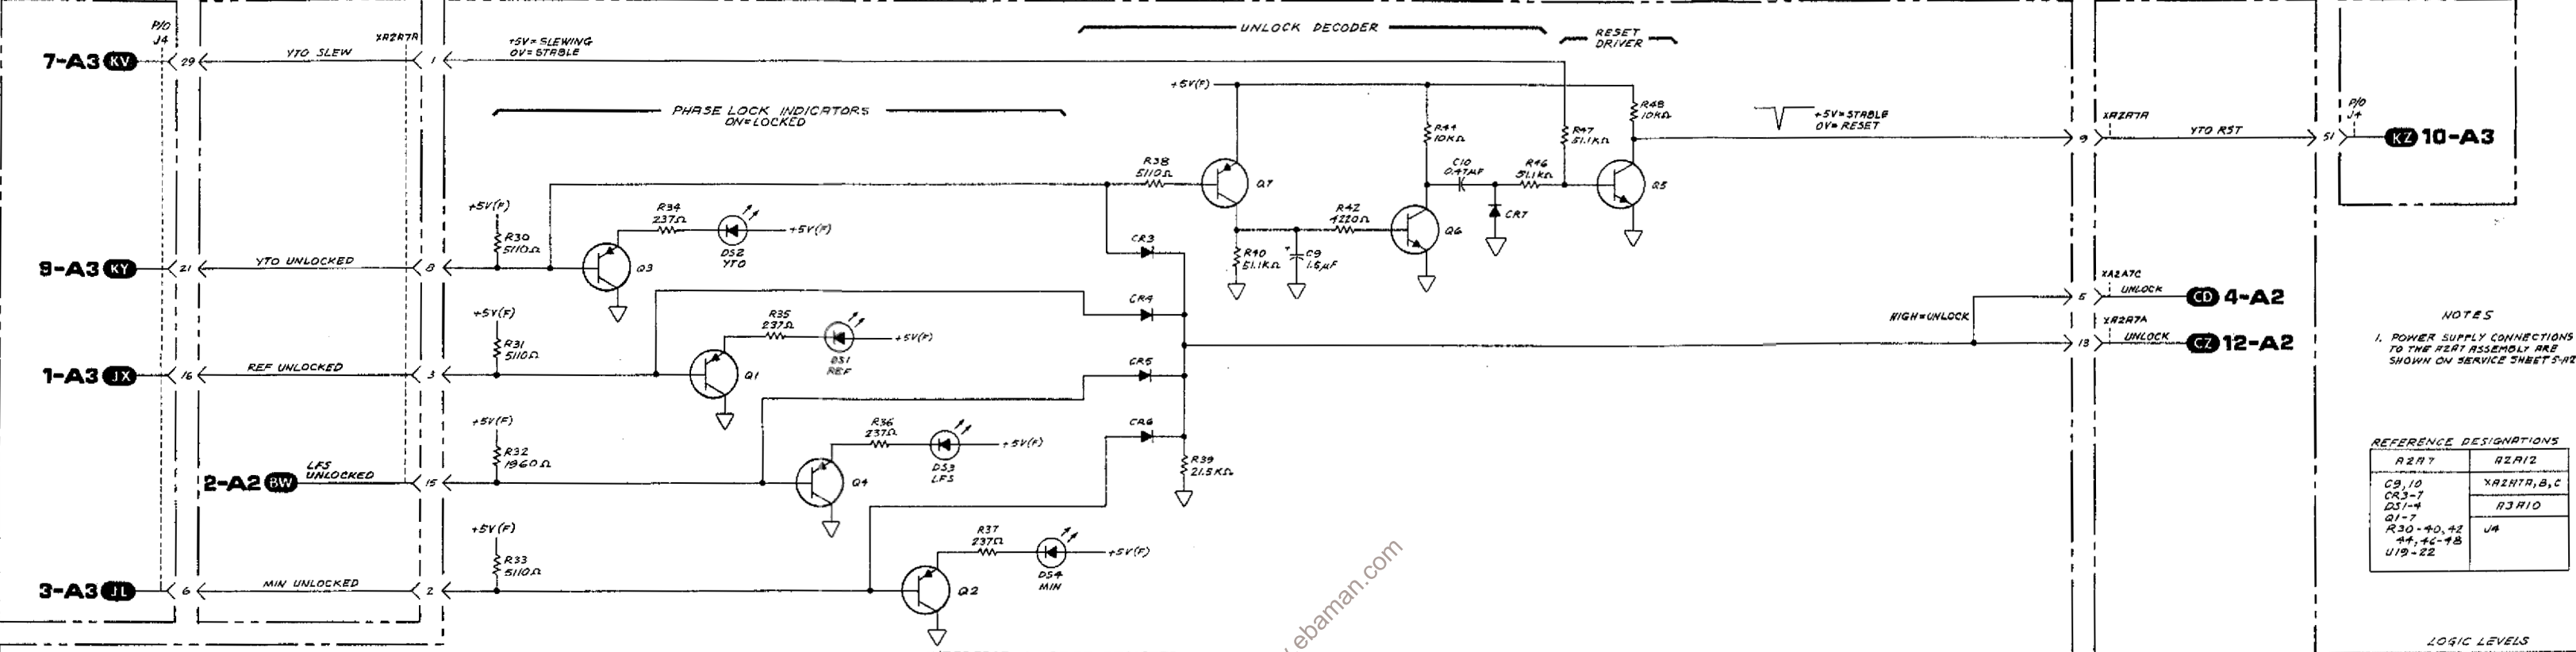 P/O
J4
XA2A7A
7-A3 KV
29
YTO SLEW
1
+5V=SLEWING
0V=STABLE
UNLOCK DECODER
RESET
DRIVER
PHASE LOCK INDICATORS
ON=LOCKED
+5V(F)
R44
10KΩ
R47
51.1KΩ
R48
10KΩ
+5V=STABLE
0V=RESET
9
XA2A7A
YTO RST
51
P/O
J4
KZ 10-A3
R38
5110Ω
Q7
C10
0.47μF
R46
51.1KΩ
Q5
CR7
R42
4220Ω
Q6
R40
51.1KΩ
+
C9
1.5μF
+5V(F)
R30
5110Ω
R34
237Ω
DS2
YTO
+5V(F)
CR3
9-A3 KY
21
YTO UNLOCKED
8
Q3
CR4
+5V(F)
R31
5110Ω
R35
237Ω
DS1
REF
+5V(F)
HIGH=UNLOCK
5
XA2A7C
UNLOCK
CD 4-A2
13
XA2A7A
UNLOCK
CZ 12-A2
CR5
1-A3 JX
16
REF UNLOCKED
3
Q1
+5V(F)
R32
1960Ω
R36
237Ω
DS3
LFS
+5V(F)
CR6
R39
21.5KΩ
2-A2 BW
LFS
UNLOCKED
15
Q4
+5V(F)
R33
5110Ω
R37
237Ω
DS4
MIN
+5V(F)
3-A3 JL
6
MIN UNLOCKED
2
Q2
NOTES
1. POWER SUPPLY CONNECTIONS
TO THE A2A7 ASSEMBLY ARE
SHOWN ON SERVICE SHEET 5-A2
REFERENCE DESIGNATIONS
A2A7
A2A12
C9,10
CR3-7
DS1-4
Q1-7
R30-40,42
44,46-48
U19-22
XA2A7A,B,C
A3A10
J4
LOGIC LEVELS
ebaman.com